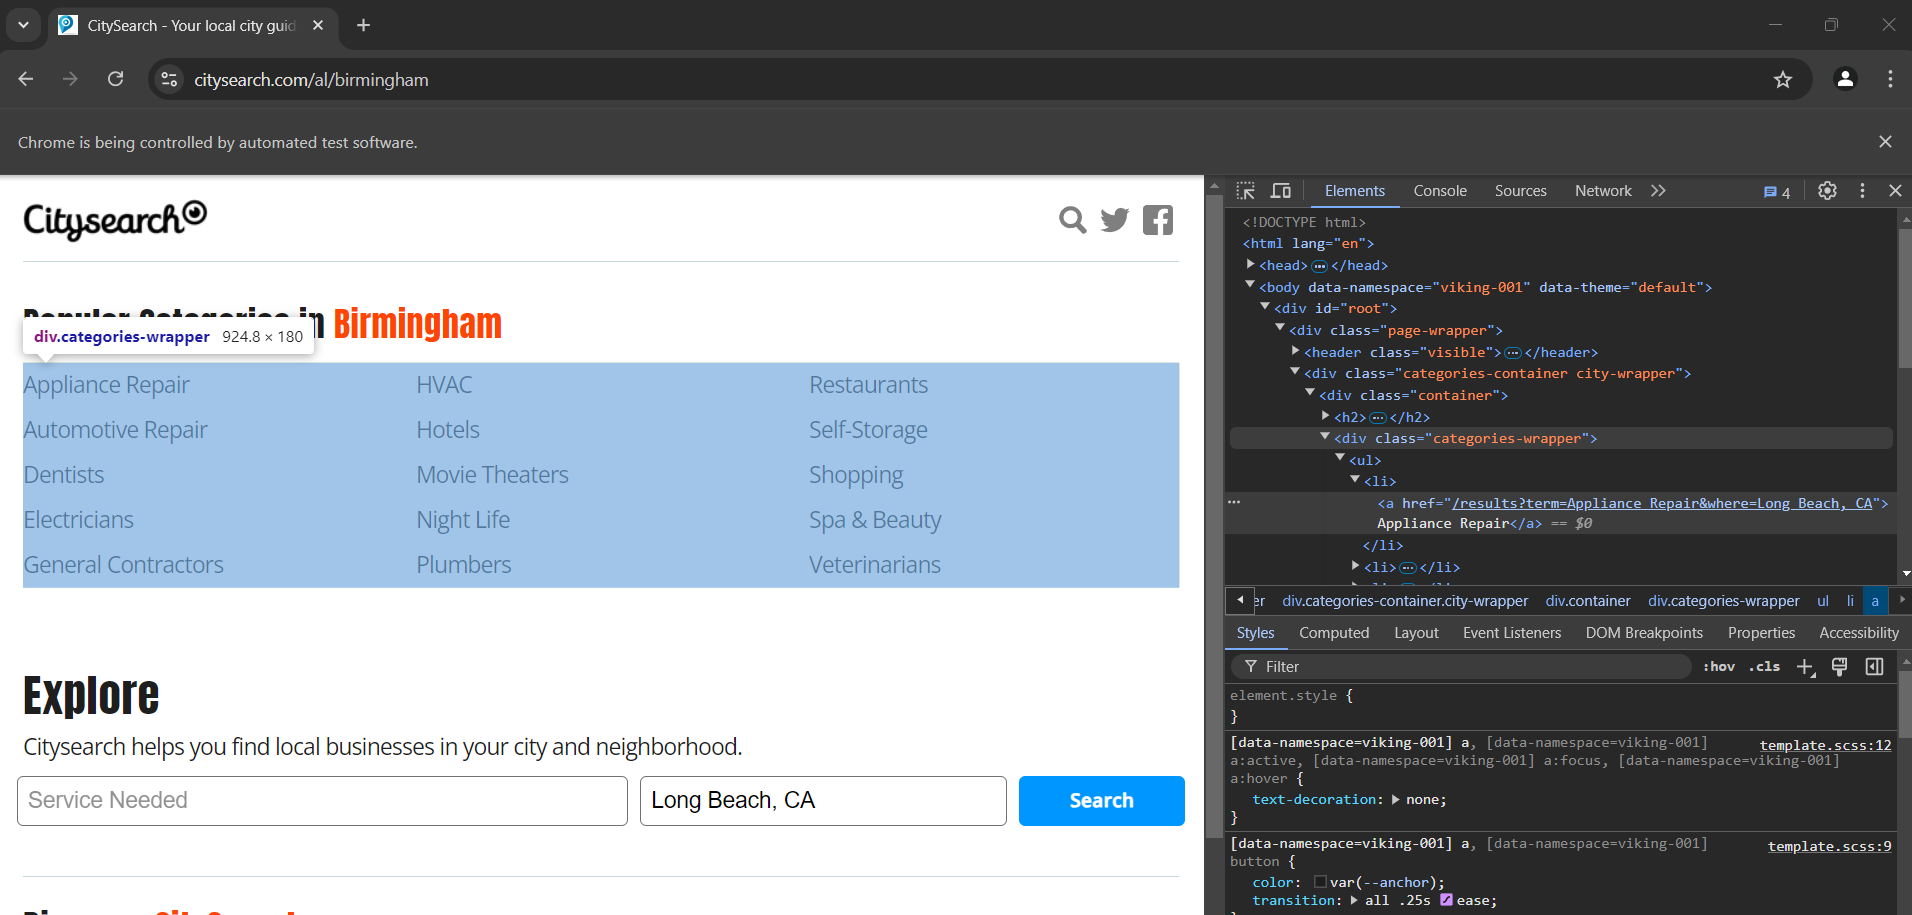 CitySearch - Your local city guid
citysearch.com/al/birmingham
Chrome is being controlled by automated test software.
Citysearch
Popular Categories in Birmingham
div.categories-wrapper 924.8 × 180
Appliance Repair HVAC Restaurants
Automotive Repair Hotels Self-Storage
Dentists Movie Theaters Shopping
Electricians Night Life Spa & Beauty
General Contractors Plumbers Veterinarians
Explore
Citysearch helps you find local businesses in your city and neighborhood.
Service Needed Long Beach, CA Search
Elements Console Sources Network 4
<!DOCTYPE html>
<html lang="en">
<head> ··· </head>
<body data-namespace="viking-001" data-theme="default">
<div id="root">
<div class="page-wrapper">
<header class="visible"> ··· </header>
<div class="categories-container city-wrapper">
<div class="container">
<h2> ··· </h2>
<div class="categories-wrapper">
<ul>
<li>
<a href="/results?term=Appliance Repair&where=Long Beach, CA">
Appliance Repair</a> == $0
</li>
<li> ··· </li>
er div.categories-container.city-wrapper div.container div.categories-wrapper ul li a
Styles Computed Layout Event Listeners DOM Breakpoints Properties Accessibility
Filter :hov .cls
element.style {
}
[data-namespace=viking-001] a, [data-namespace=viking-001] template.scss:12
a:active, [data-namespace=viking-001] a:focus, [data-namespace=viking-001]
a:hover {
text-decoration: none;
}
[data-namespace=viking-001] a, [data-namespace=viking-001] template.scss:9
button {
color: var(--anchor);
transition: all .25s ease;